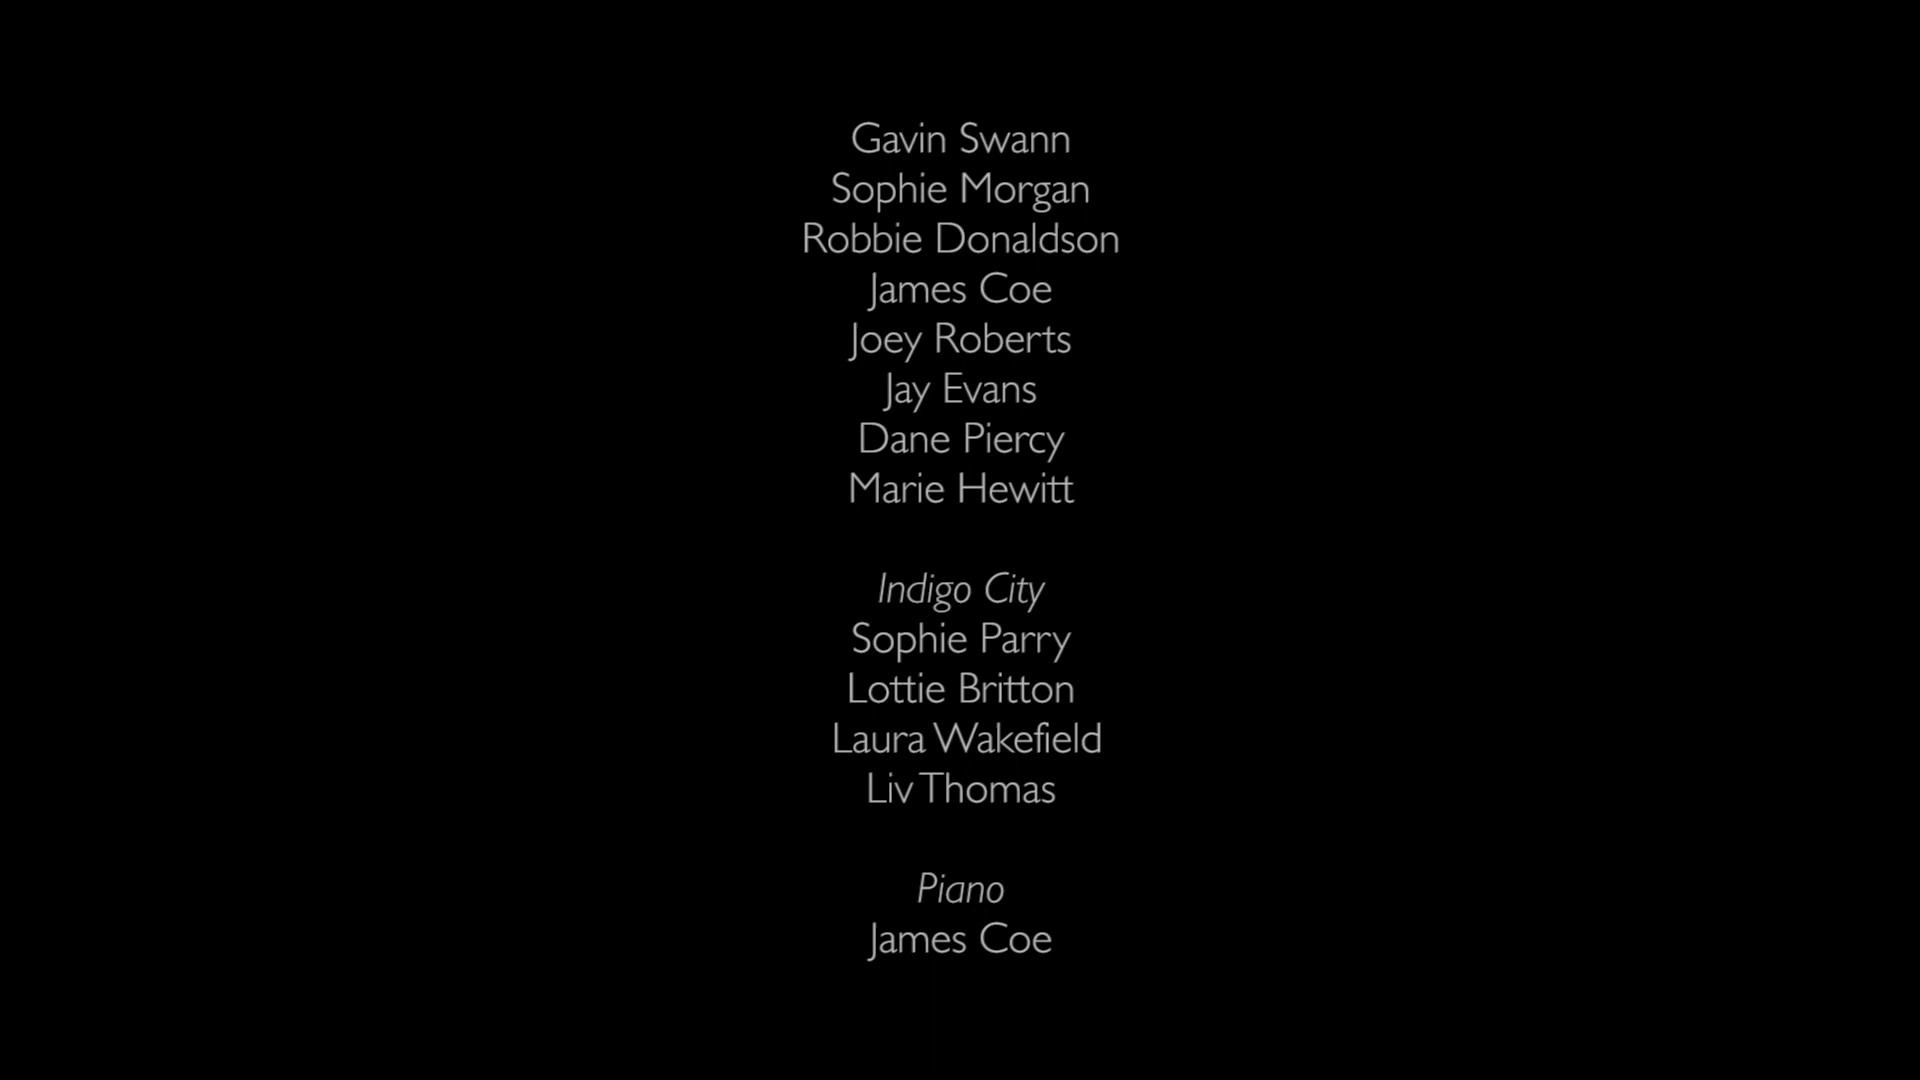 Gavin Swann
Sophie Morgan
Robbie Donaldson
James Coe
Joey Roberts
Jay Evans
Dane Piercy
Marie Hewitt
Indigo City
Sophie Parry
Lottie Britton
Laura Wakefield
Liv Thomas
Piano
James Coe